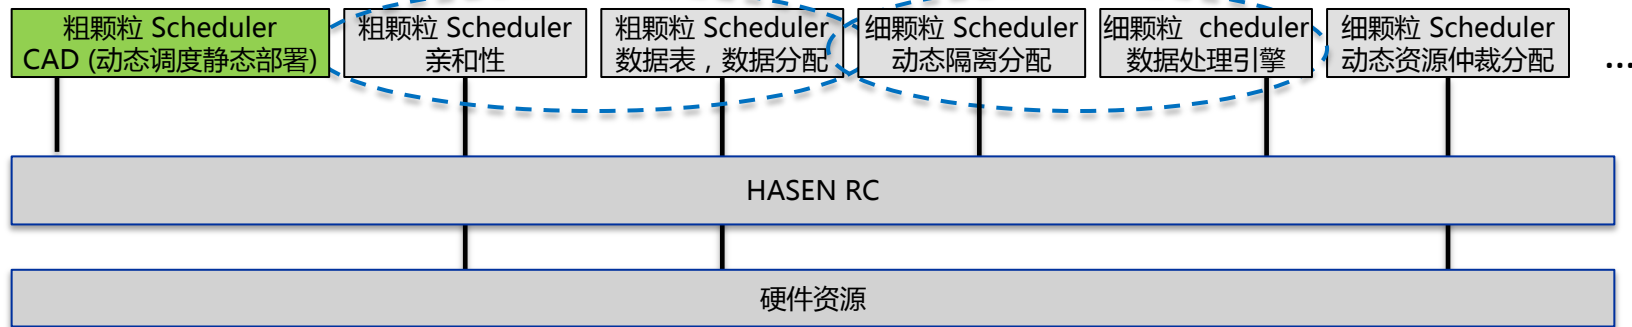 粗颗粒 Scheduler
CAD (动态调度静态部署)
粗颗粒 Scheduler
亲和性
粗颗粒 Scheduler
数据表，数据分配
细颗粒 Scheduler
动态隔离分配
细颗粒 cheduler
数据处理引擎
细颗粒 Scheduler
动态资源仲裁分配
...
HASEN RC
硬件资源